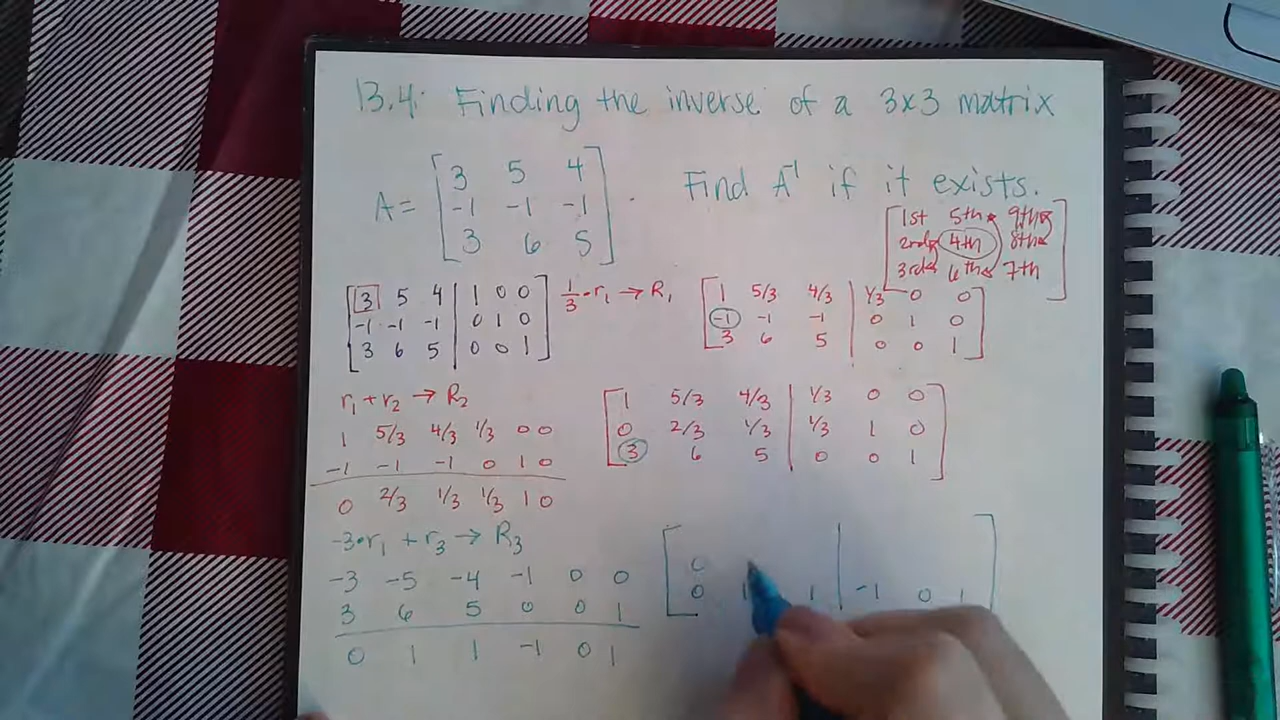 13.4: Finding the inverse of a 3x3 matrix
A = [ 3 5 4
-1 -1 -1
3 6 5 ] .
Find A⁻¹ if it exists.
[ 1st 5th 9th
2nd 4th 8th
3rd 6th 7th ]
[ 3 5 4 | 1 0 0
-1 -1 -1 | 0 1 0
3 6 5 | 0 0 1 ]
1/3 · r₁ → R₁
[ 1 5/3 4/3 | 1/3 0 0
-1 -1 -1 | 0 1 0
3 6 5 | 0 0 1 ]
r₁ + r₂ → R₂
1 5/3 4/3 1/3 0 0
-1 -1 -1 0 1 0
0 2/3 1/3 1/3 1 0
[ 1 5/3 4/3 | 1/3 0 0
0 2/3 1/3 | 1/3 1 0
3 6 5 | 0 0 1 ]
-3·r₁ + r₃ → R₃
-3 -5 -4 -1 0 0
3 6 5 0 0 1
0 1 1 -1 0 1
[ 0
0 1 1 | -1 0 1 ]